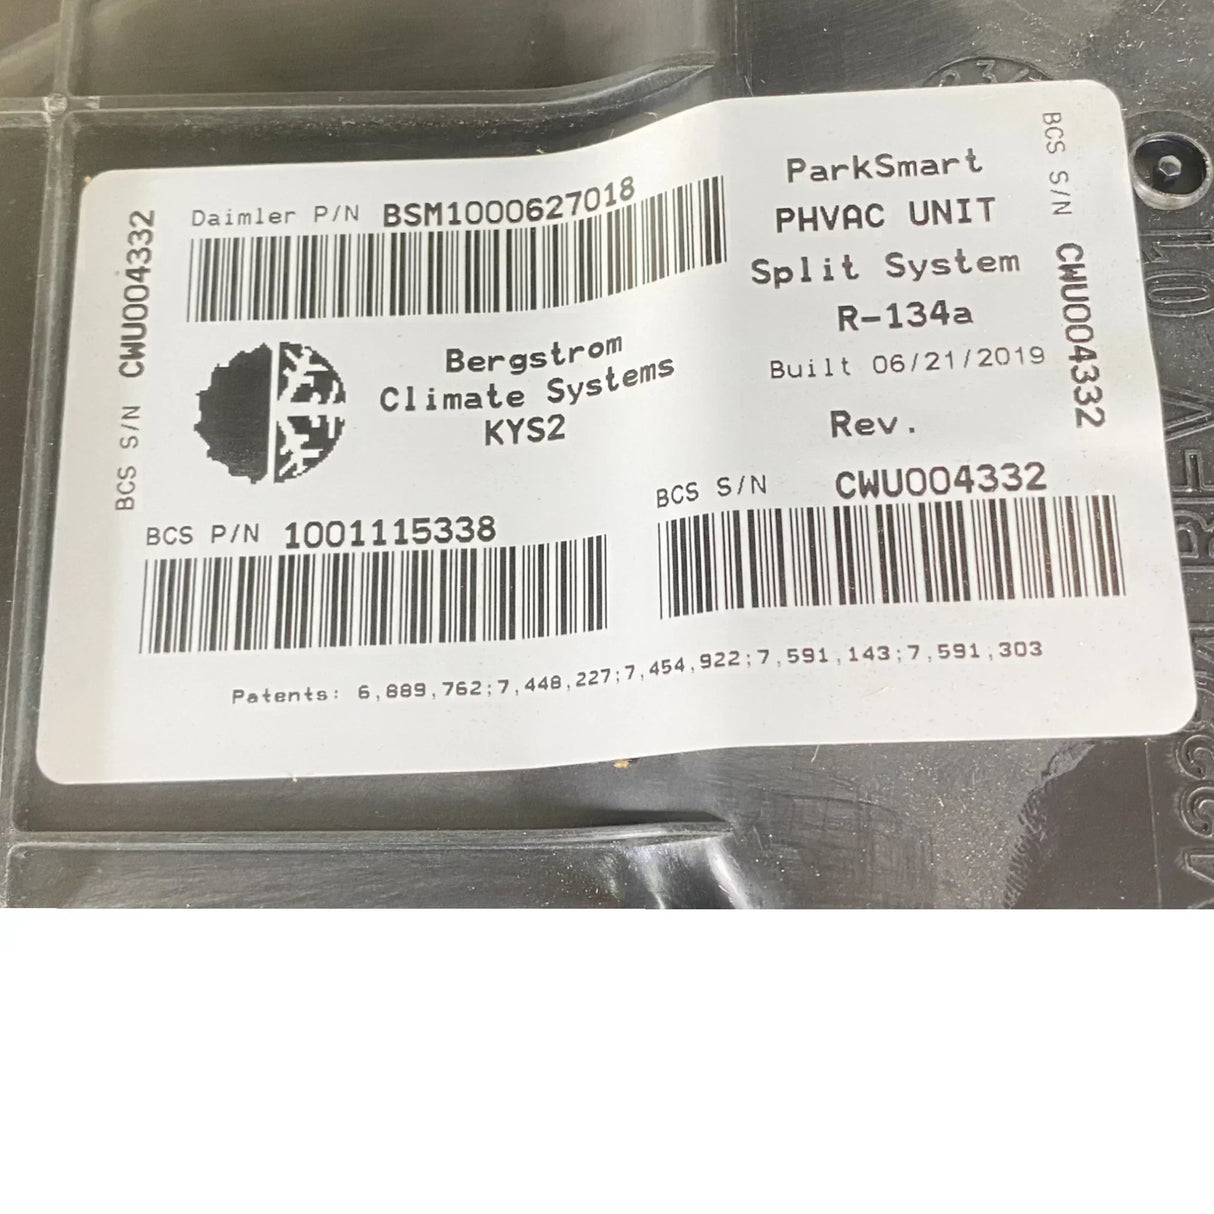 BCS S/N CWU004332
Daimler P/N BSM1000627018
Bergstrom
Climate Systems
KYS2
BCS P/N 1001115338
ParkSmart
PHVAC UNIT
Split System
R-134a
Built 06/21/2019
Rev.
BCS S/N CWU004332
BCS S/N CWU004332
Patents: 6,889,762;7,448,227;7,454,922;7,591,143;7,591,303
REV 01